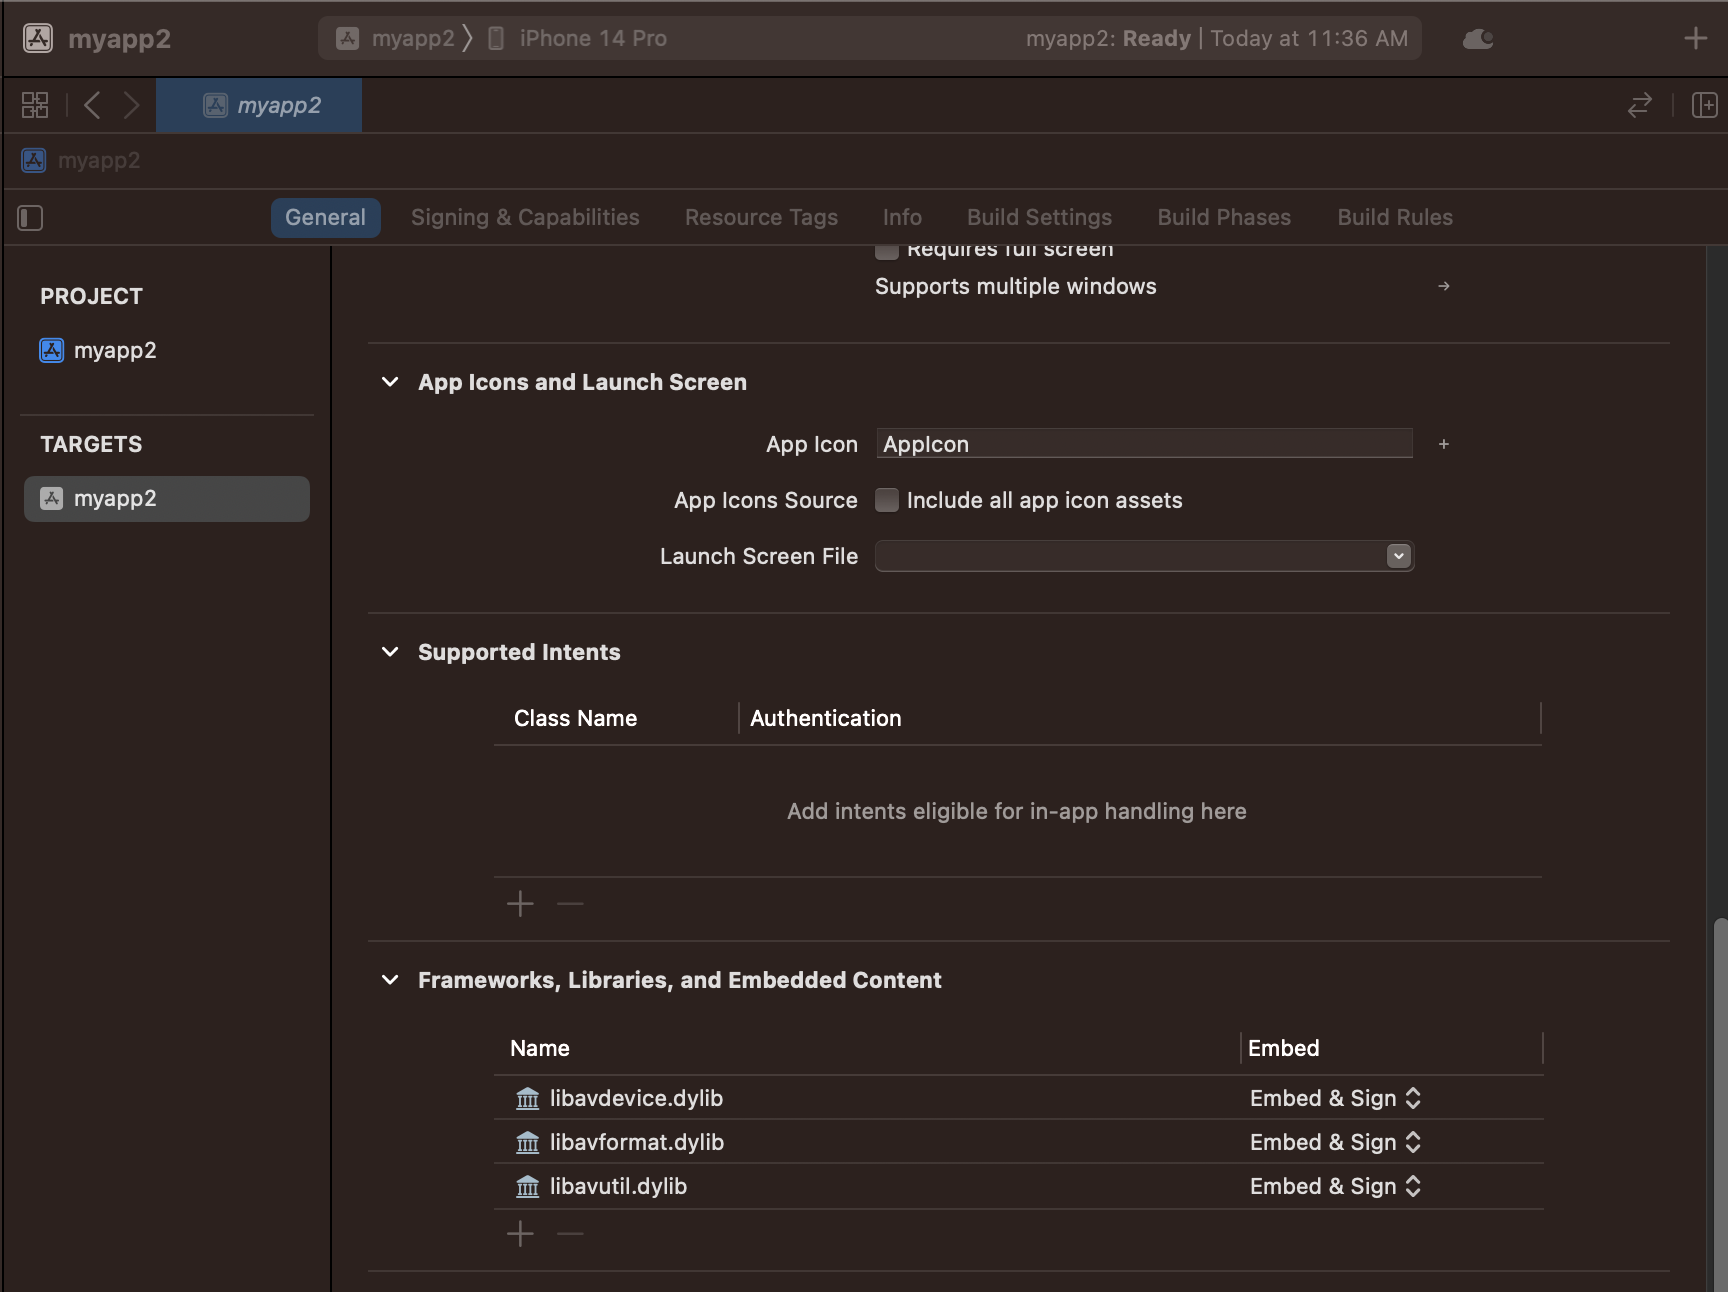 myapp2
myapp2 iPhone 14 Pro myapp2: Ready | Today at 11:36 AM
myapp2
myapp2
General Signing & Capabilities Resource Tags Info Build Settings Build Phases Build Rules
PROJECT
myapp2
TARGETS
myapp2
Requires full screen
Supports multiple windows
App Icons and Launch Screen
App Icon AppIcon
App Icons Source Include all app icon assets
Launch Screen File
Supported Intents
Class Name Authentication
Add intents eligible for in-app handling here
Frameworks, Libraries, and Embedded Content
Name Embed
libavdevice.dylib Embed & Sign
libavformat.dylib Embed & Sign
libavutil.dylib Embed & Sign